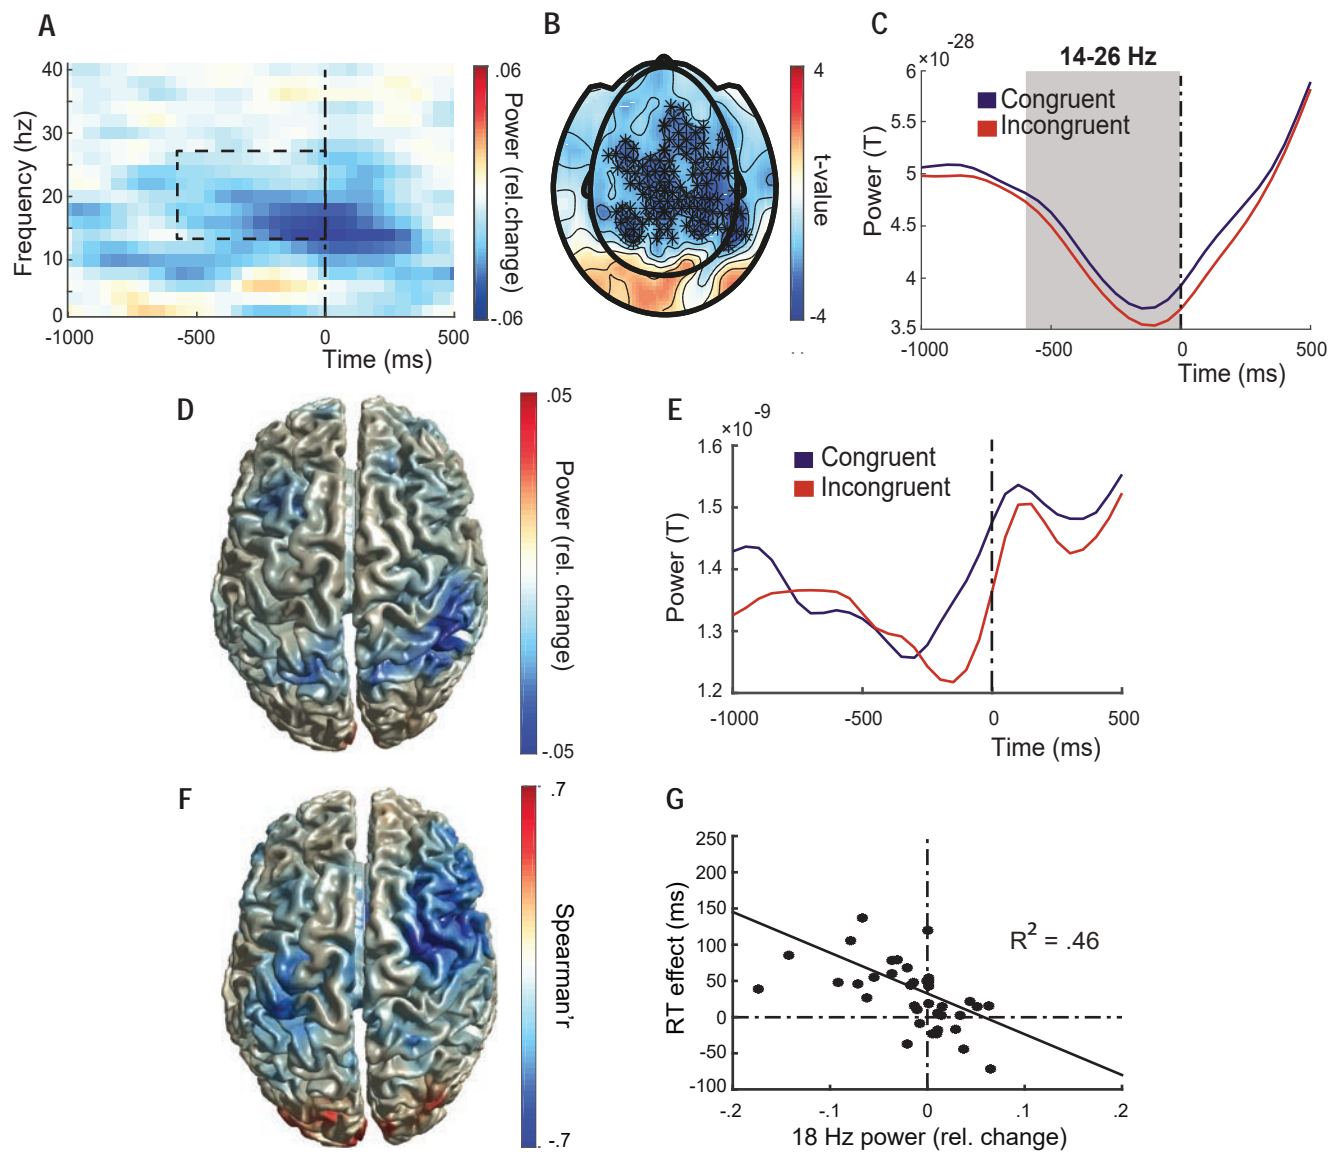 A
40
30
20
10
0
Frequency (hz)
-1000
-500
0
500
Time (ms)
.06
-.06
Power (rel.change)
B
4
-4
t-value
C
×10 -28
14-26 Hz
6
5.5
5
4.5
4
3.5
Power (T)
Congruent
Incongruent
-1000
-500
0
500
Time (ms)
D
.05
-.05
Power (rel. change)
E
×10 -9
1.6
1.5
1.4
1.3
1.2
Power (T)
Congruent
Incongruent
-1000
-500
0
500
Time (ms)
F
.7
-.7
Spearman'r
G
250
200
150
100
50
0
-50
-100
RT effect (ms)
R2 = .46
-.2
-.1
0
.1
.2
18 Hz power (rel. change)